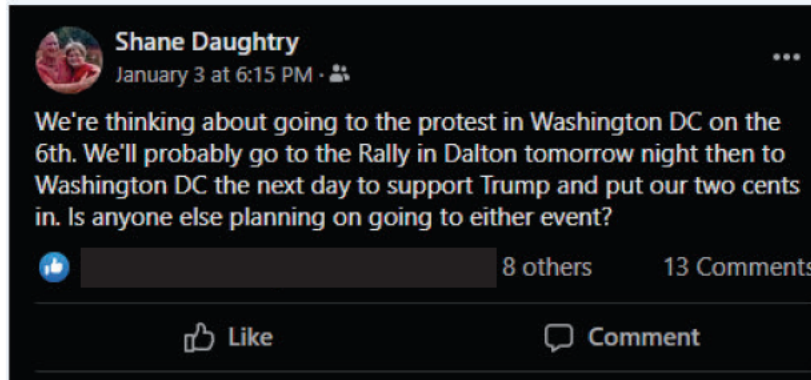 Shane Daughtry
January 3 at 6:15 PM ·
We're thinking about going to the protest in Washington DC on the
6th. We'll probably go to the Rally in Dalton tomorrow night then to
Washington DC the next day to support Trump and put our two cents
in. Is anyone else planning on going to either event?
8 others 13 Comments
Like Comment